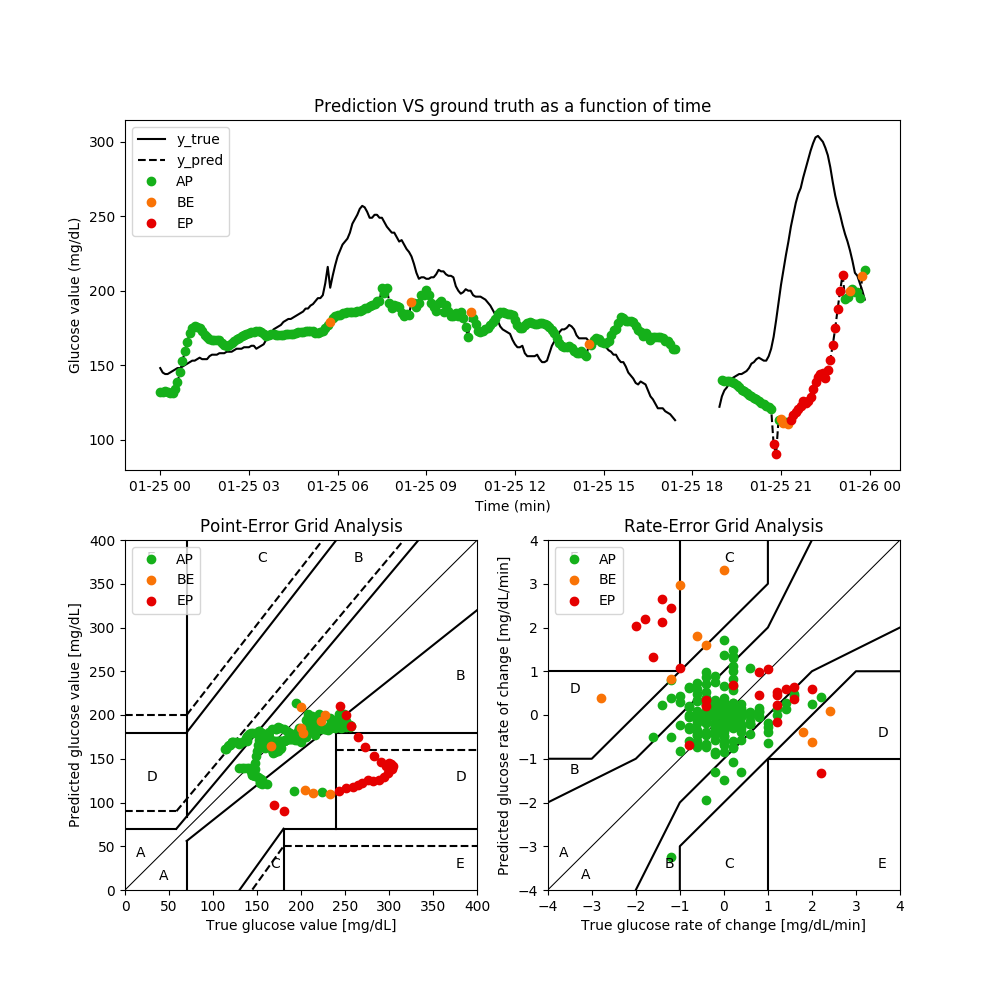 Prediction VS ground truth as a function of time
Glucose value (mg/dL)
300
250
200
150
100
y_true
y_pred
AP
BE
EP
01-25 00 01-25 03 01-25 06 01-25 09 01-25 12 01-25 15 01-25 18 01-25 21 01-26 00
Time (min)
Point-Error Grid Analysis
Predicted glucose value [mg/dL]
400
350
300
250
200
150
100
50
0
AP
BE
EP
C
B
B
D
D
A
A
C
E
0 50 100 150 200 250 300 350 400
True glucose value [mg/dL]
Rate-Error Grid Analysis
Predicted glucose rate of change [mg/dL/min]
4
3
2
1
0
−1
−2
−3
−4
AP
BE
EP
C
D
D
B
A
A
B
C
E
−4 −3 −2 −1 0 1 2 3 4
True glucose rate of change [mg/dL/min]